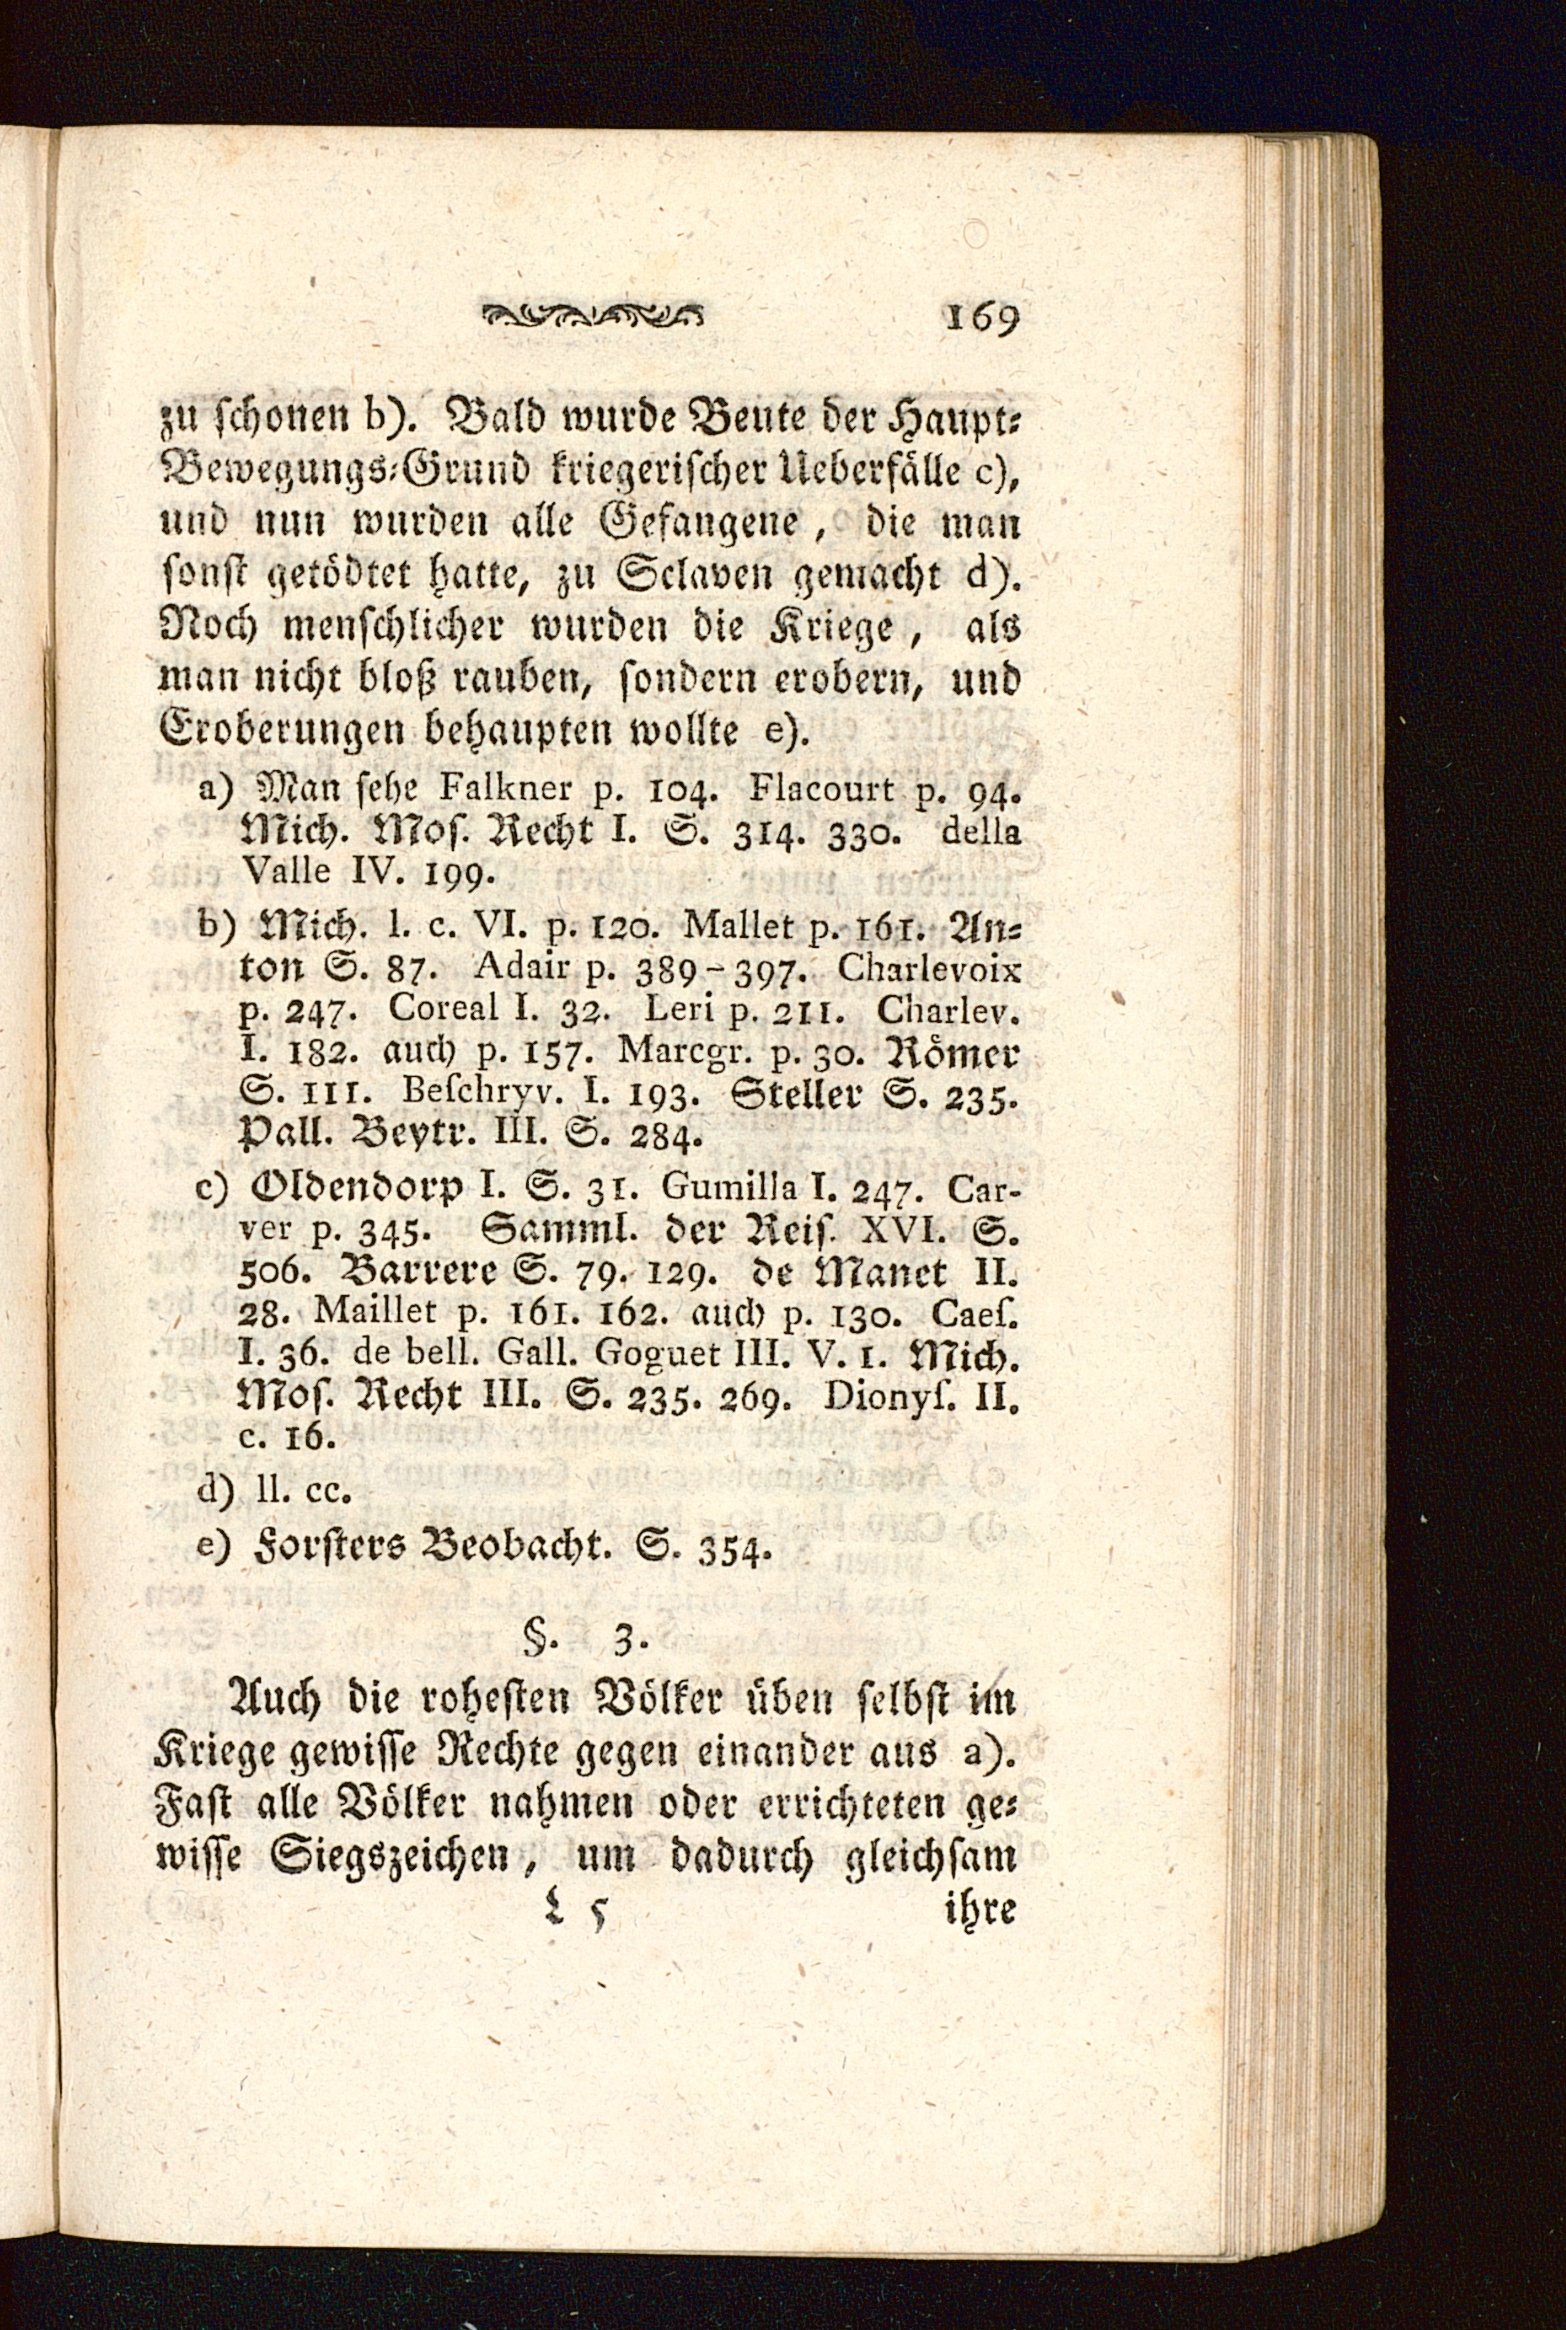 169
zu ſchonen b). Bald wurde Beute der Haupt⸗
Bewegungs⸗Grund kriegeriſcher Ueberfälle c),
und nun wurden alle Gefangene, die man
ſonſt getödtet hatte, zu Sclaven gemacht d).
Noch menſchlicher wurden die Kriege, als
man nicht bloß rauben, ſondern erobern, und
Eroberungen behaupten wollte e).
a) Man ſehe Falkner p. 104. Flacourt p. 94.
Mich. Moſ. Recht I. S. 314. 330. della
Valle IV. 199.
b) Mich. l. c. VI. p. 120. Mallet p. 161. An⸗
ton S. 87. Adair p. 389-397. Charlevoix
p. 247. Coreal I. 32. Leri p. 211. Charlev.
I. 182. auch p. 157. Marcgr. p. 30. Römer
S. 111. Beſchryv. I. 193. Steller S. 235.
Pall. Beytr. III. S. 284.
c) Oldendorp I. S. 31. Gumilla I. 247. Car-
ver p. 345. Samml. der Reiſ. XVI. S.
506. Barrere S. 79. 129. de Manet II.
28. Maillet p. 161. 162. auch p. 130. Caeſ.
I. 36. de bell. Gall. Goguet III. V. 1. Mich.
Moſ. Recht III. S. 235. 269. Dionyſ. II.
c. 16.
d) ll. cc.
e) Forſters Beobacht. S. 354.
§. 3.
Auch die roheſten Völker üben ſelbſt im
Kriege gewiſſe Rechte gegen einander aus a).
Faſt alle Völker nahmen oder errichteten ge⸗
wiſſe Siegszeichen, um dadurch gleichſam
L 5 ihre